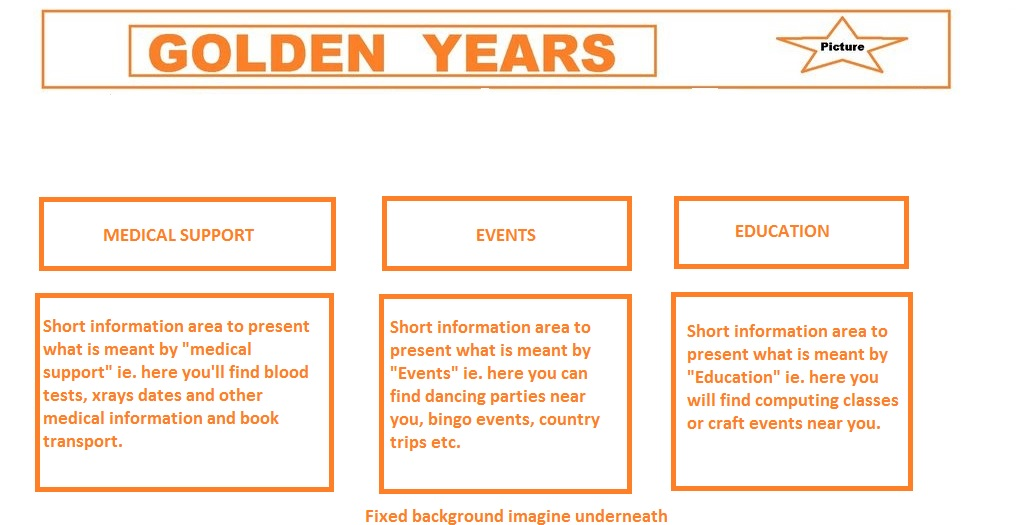 GOLDEN YEARS
Picture
MEDICAL SUPPORT
EVENTS
EDUCATION
Short information area to present
what is meant by "medical
support" ie. here you'll find blood
tests, xrays dates and other
medical information and book
transport.
Short information area to
present what is meant by
"Events" ie. here you can
find dancing parties near
you, bingo events, country
trips etc.
Short information area to
present what is meant by
"Education" ie. here you
will find computing classes
or craft events near you.
Fixed background imagine underneath